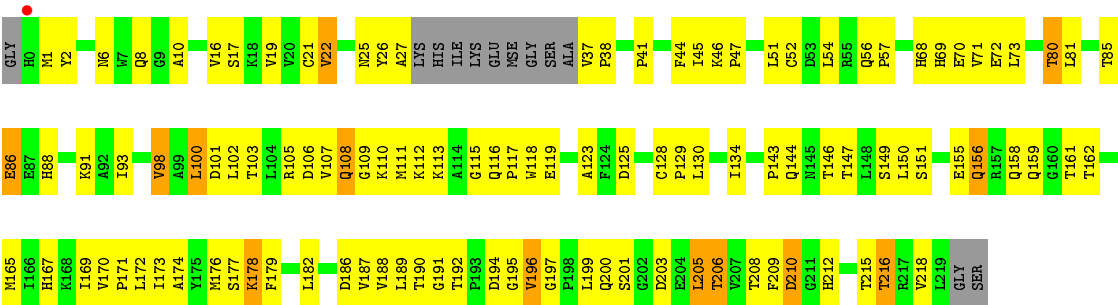 GLY H0 M1 Y2 N6 W7 Q8 G9 A10 V16 S17 K18 V19 V20 C21 V22 N25 Y26 A27 LYS HIS ILE LYS GLU MSE GLY SER ALA V37 P38 P41 F44 I45 K46 P47 L51 C52 D53 L54 R55 Q56 P57 H68 H69 E70 V71 E72 L73 T80 L81 T85
E86 E87 H88 K91 A92 I93 V98 A99 L100 D101 L102 T103 L104 R105 D106 V107 Q108 G109 K110 M111 K112 K113 A114 G115 Q116 P117 W118 E119 A123 F124 D125 C128 P129 L130 I134 P143 Q144 N145 T146 T147 L148 S149 L150 S151 E155 Q156 R157 Q158 Q159 G160 T161 T162
M165 I166 H167 K168 I169 V170 P171 L172 I173 A174 Y175 M176 S177 K178 F179 L182 D186 V187 V188 L189 T190 G191 T192 P193 D194 G195 V196 G197 P198 L199 Q200 S201 G202 D203 E204 L205 T206 V207 T208 F209 D210 G211 H212 T215 T216 R217 V218 L219 GLY SER